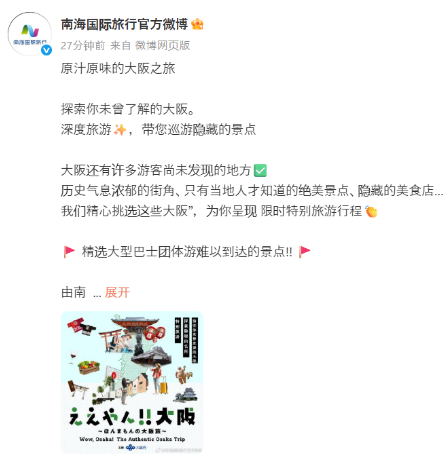 南海国际旅行官方微博
27分钟前 来自 微博网页版
原汁原味的大阪之旅
探索你未曾了解的大阪。
深度旅游✨，带您巡游隐藏的景点
大阪还有许多游客尚未发现的地方✅
历史气息浓郁的街角、只有当地人才知道的绝美景点、隐藏的美食店...
我们精心挑选这些大阪”，为你呈现 限时特别旅游行程👏
🚩 精选大型巴士团体游难以到达的景点!! 🚩
由南 ... 展开
ええやん!!大阪
～ほんまもんの大阪旅～
Wow, Osaka! The Authentic Osaka Trip